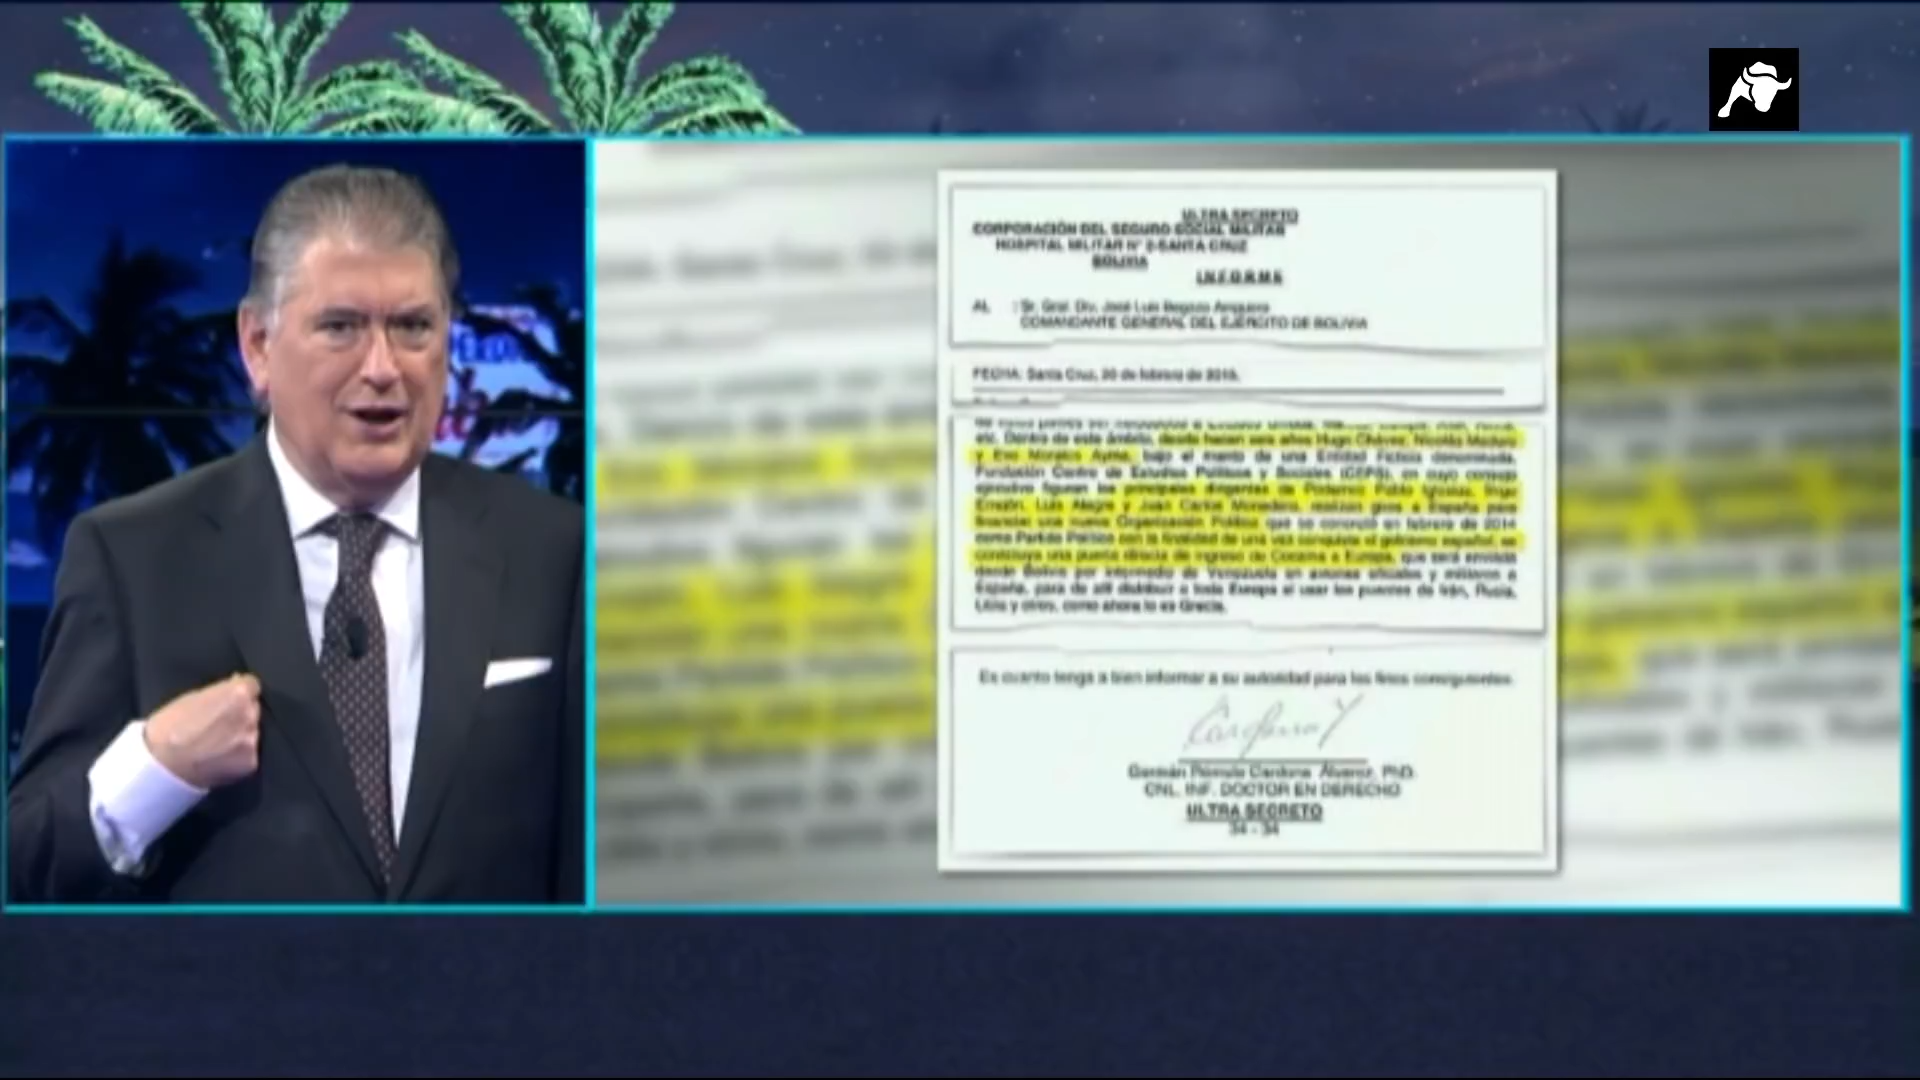 ULTRA SECRETO
CORPORACIÓN DEL SEGURO SOCIAL MILITAR
HOSPITAL MILITAR N° 2-SANTA CRUZ
BOLIVIA
I.N.F.O.R.M.E
AL : Sr. Gral. Div. José Luis
COMANDANTE GENERAL DEL EJÉRCITO DE BOLIVIA
FECHA: Santa Cruz, 20 de febrero de
etc. Dentro de este ámbito, desde hacen seis años Hugo Chávez, Nicolás Maduro
y Evo Morales Ayma, bajo el manto de una Entidad Ficticia denominada,
Fundación Centro de Estudios Políticos y Sociales (CEPS), en cuyo consejo
ejecutivo figuran los principales dirigentes de Podemos Pablo Iglesias, Iñigo
Errejón, Luis Alegre y Juan Carlos Monedero, realizan giros a España para
financiar una nueva Organización Política que se concretó en febrero de 2014
como Partido Político con la finalidad de una vez conquiste el gobierno español, se
constituya una puerta directa de ingreso de Cocaína a Europa, que será enviada
desde Bolivia por intermedio de Venezuela en aviones oficiales y militares a
España, para de allí distribuir a toda Europa al usar los puentes de Irán, Rusia,
Libia y otros, como ahora lo es Grecia.
Es cuanto tengo a bien informar a su autoridad para los fines consiguientes.
Germán Rómulo Cardona Álvarez, PhD.
CNL. INF. DOCTOR EN DERECHO
ULTRA SECRETO
34 - 34